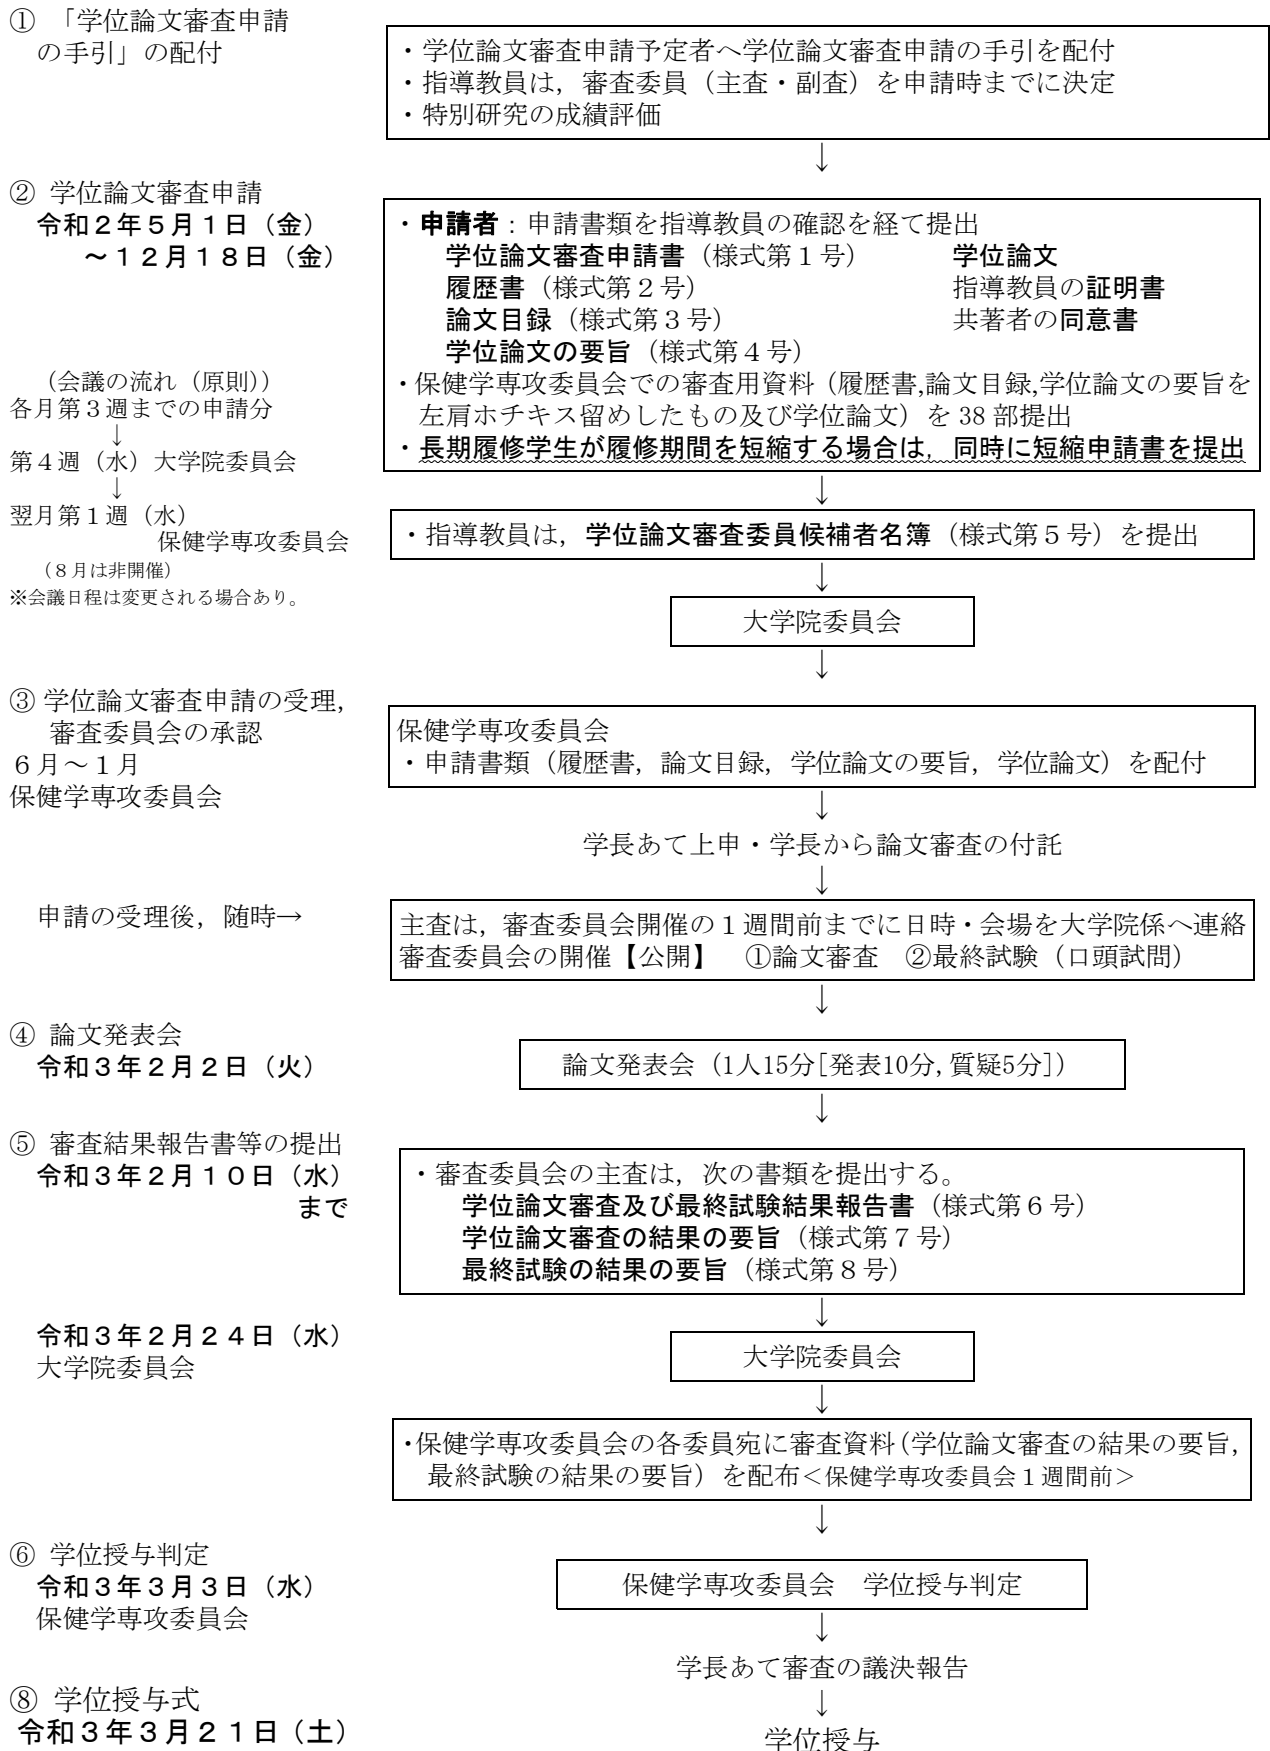 ① 「学位論文審査申請
の手引」の配付
・学位論文審査申請予定者へ学位論文審査申請の手引を配付
・指導教員は，審査委員（主査・副査）を申請時までに決定
・特別研究の成績評価
↓
② 学位論文審査申請
令和２年５月１日（金）
～１２月１８日（金）
・申請者：申請書類を指導教員の確認を経て提出
学位論文審査申請書（様式第１号） 学位論文
履歴書（様式第２号） 指導教員の証明書
論文目録（様式第３号） 共著者の同意書
学位論文の要旨（様式第４号）
・保健学専攻委員会での審査用資料（履歴書,論文目録,学位論文の要旨を
左肩ホチキス留めしたもの及び学位論文）を 38 部提出
・長期履修学生が履修期間を短縮する場合は，同時に短縮申請書を提出
（会議の流れ（原則））
各月第３週までの申請分
↓
第４週（水）大学院委員会
↓
翌月第１週（水）
保健学専攻委員会
（８月は非開催）
※会議日程は変更される場合あり。
↓
・指導教員は，学位論文審査委員候補者名簿（様式第５号）を提出
↓
大学院委員会
↓
③ 学位論文審査申請の受理，
審査委員会の承認
６月～１月
保健学専攻委員会
保健学専攻委員会
・申請書類（履歴書，論文目録，学位論文の要旨，学位論文）を配付
↓
学長あて上申・学長から論文審査の付託
↓
申請の受理後，随時→
主査は，審査委員会開催の１週間前までに日時・会場を大学院係へ連絡
審査委員会の開催【公開】 ①論文審査 ②最終試験（口頭試問）
↓
④ 論文発表会
令和３年２月２日（火）
論文発表会（1人15分[発表10分,質疑5分]）
↓
⑤ 審査結果報告書等の提出
令和３年２月１０日（水）
まで
・審査委員会の主査は，次の書類を提出する。
学位論文審査及び最終試験結果報告書（様式第６号）
学位論文審査の結果の要旨（様式第７号）
最終試験の結果の要旨（様式第８号）
↓
令和３年２月２４日（水）
大学院委員会
大学院委員会
↓
・保健学専攻委員会の各委員宛に審査資料（学位論文審査の結果の要旨，
最終試験の結果の要旨）を配布＜保健学専攻委員会１週間前＞
↓
⑥ 学位授与判定
令和３年３月３日（水）
保健学専攻委員会
保健学専攻委員会 学位授与判定
↓
学長あて審査の議決報告
↓
⑧ 学位授与式
令和３年３月２１日（土）
学位授与